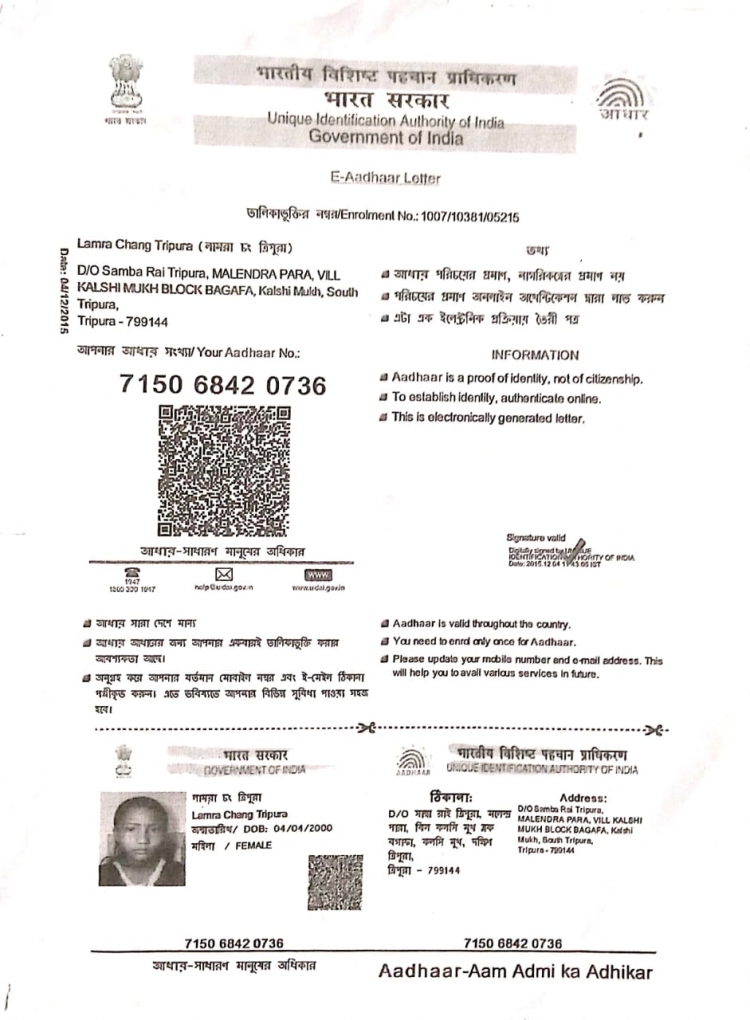 भारतीय विशिष्ट पहचान प्राधिकरण
भारत सरकार
Unique Identification Authority of India
Government of India
आधार
E-Aadhaar Letter
তালিকাভুক্তির নম্বর/Enrolment No.: 1007/10381/05215
Date: 04/12/2015
Lamra Chang Tripura (লামরা চং ত্রিপুরা)
D/O Samba Rai Tripura, MALENDRA PARA, VILL
KALSHI MUKH BLOCK BAGAFA, Kalshi Mukh, South
Tripura,
Tripura - 799144
আপনার আধার সংখ্যা/ Your Aadhaar No.:
7150 6842 0736
আধার-সাধারণ মানুষের অধিকার
1947
1800 300 1947
help@uidai.gov.in
www
www.uidai.gov.in
তথ্য
আধার পরিচয়ের প্রমাণ, নাগরিকত্বের প্রমাণ নয়
পরিচয়ের প্রমাণ অনলাইন অথেন্টিকেশন দ্বারা লাভ করুন
এটা এক ইলেক্ট্রনিক প্রক্রিয়ায় তৈরী পত্র
INFORMATION
Aadhaar is a proof of identity, not of citizenship.
To establish identity, authenticate online.
This is electronically generated letter.
Signature valid
Digitally signed by
IDENTIFICATION AUTHORITY OF INDIA
Date: 2015.12.04 IST
আধার সারা দেশে মান্য
আধার আধারের জন্য আপনার একবারই তালিকাভুক্তি করার
আবশ্যকতা আছে।
অনুগ্রহ করে আপনার বর্তমান মোবাইল নম্বর এবং ই-মেইল ঠিকানা
পঞ্জীকৃত করুন। এতে ভবিষ্যতে আপনার বিভিন্ন সুবিধা পাওয়া সহজ
হবে।
Aadhaar is valid throughout the country.
You need to enrol only once for Aadhaar.
Please update your mobile number and e-mail address. This
will help you to avail various services in future.
भारत सरकार
GOVERNMENT OF INDIA
লামরা চং ত্রিপুরা
Lamra Chang Tripura
জন্মতারিখ/ DOB: 04/04/2000
মহিলা / FEMALE
7150 6842 0736
আধার-সাধারণ মানুষের অধিকার
भारतीय विशिष्ट पहचान प्राधिकरण
UNIQUE IDENTIFICATION AUTHORITY OF INDIA
AADHAAR
ঠিকানা:
D/O সাম্বা রাই ত্রিপুরা, মলেন্দ্র
পারা, ভিল কলসি মুখ ব্লক
বগাফা, কলসি মুখ, দক্ষিণ
ত্রিপুরা,
ত্রিপুরা - 799144
Address:
D/O Samba Rai Tripura,
MALENDRA PARA, VILL KALSHI
MUKH BLOCK BAGAFA, Kalshi
Mukh, South Tripura,
Tripura - 799144
7150 6842 0736
Aadhaar-Aam Admi ka Adhikar